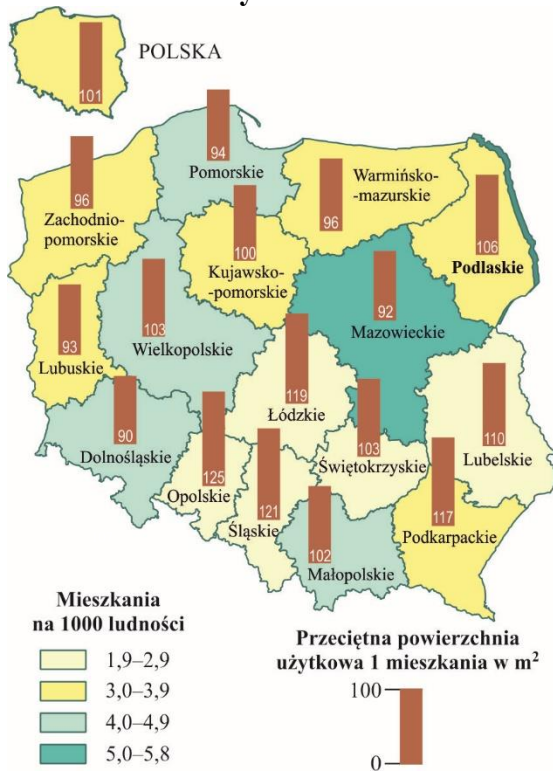 y
POLSKA
101
94
Pomorskie
96
Zachodnio-
pomorskie
Warmińsko-
-mazurskie
96
100
Kujawsko-
-pomorskie
106
Podlaskie
92
Mazowieckie
103
Wielkopolskie
93
Lubuskie
119
Łódzkie
90
Dolnośląskie
125
Opolskie
121
Śląskie
103
Świętokrzyskie
110
Lubelskie
117
Podkarpackie
102
Małopolskie
Mieszkania
na 1000 ludności
1,9–2,9
3,0–3,9
4,0–4,9
5,0–5,8
Przeciętna powierzchnia
użytkowa 1 mieszkania w m²
100
0